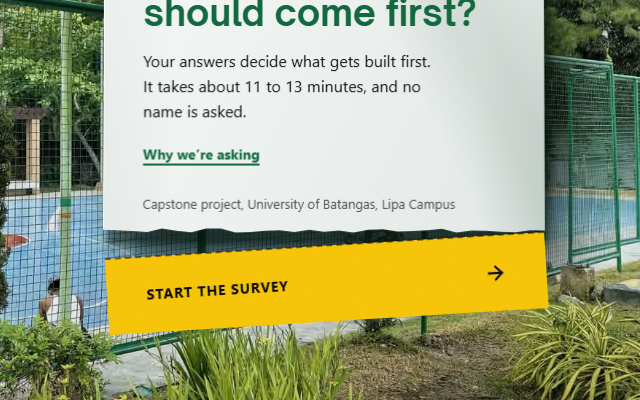 should come first?
Your answers decide what gets built first.
It takes about 11 to 13 minutes, and no
name is asked.
Why we're asking
Capstone project, University of Batangas, Lipa Campus
START THE SURVEY →